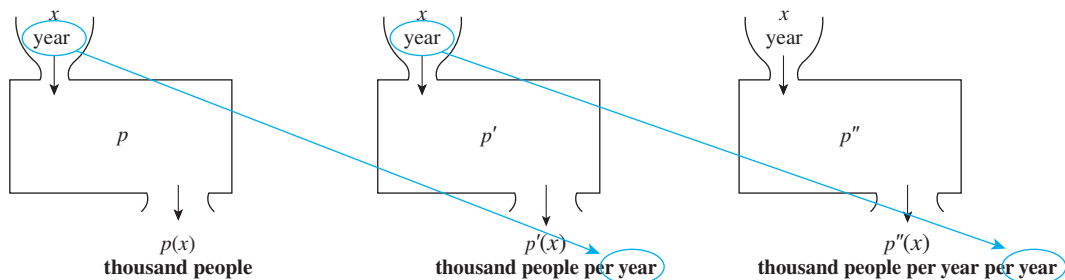 x
year
p
p(x)
thousand people
x
year
p′
p′(x)
thousand people per year
x
year
p″
p″(x)
thousand people per year per year